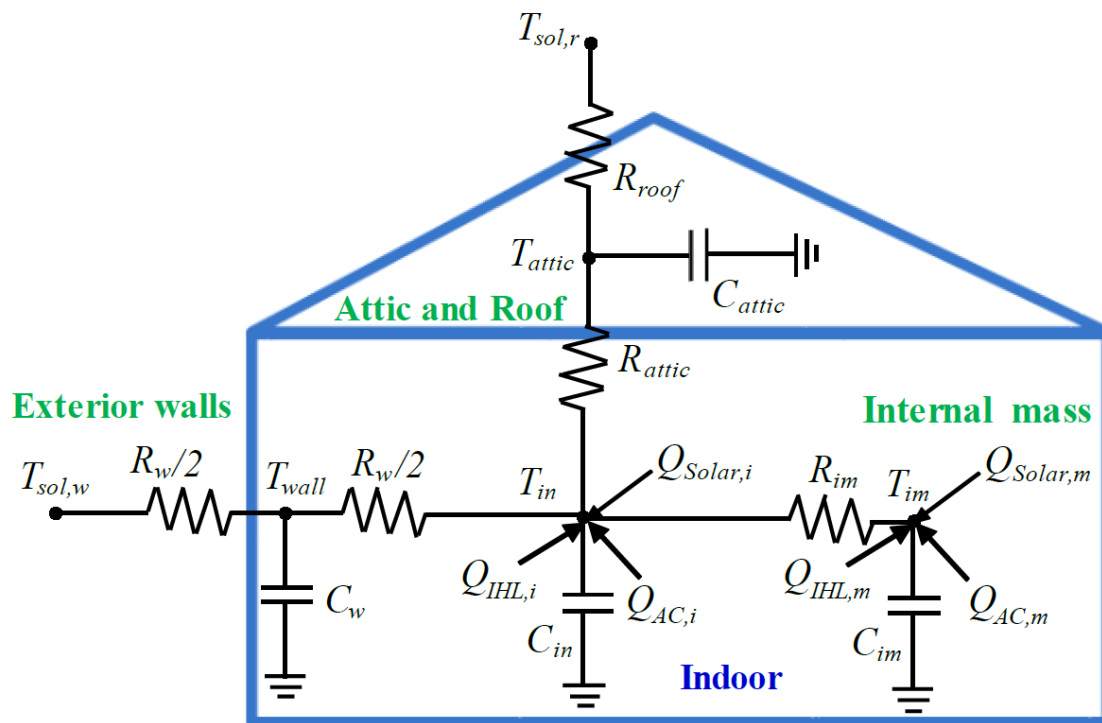 T_{sol,r}
R_{roof}
T_{attic}
C_{attic}
Attic and Roof
R_{attic}
Exterior walls
Internal mass
T_{sol,w}
R_w/2
T_{wall}
R_w/2
T_{in}
Q_{Solar,i}
R_{im}
T_{im}
Q_{Solar,m}
Q_{IHL,i}
Q_{AC,i}
Q_{IHL,m}
Q_{AC,m}
C_w
C_{in}
C_{im}
Indoor